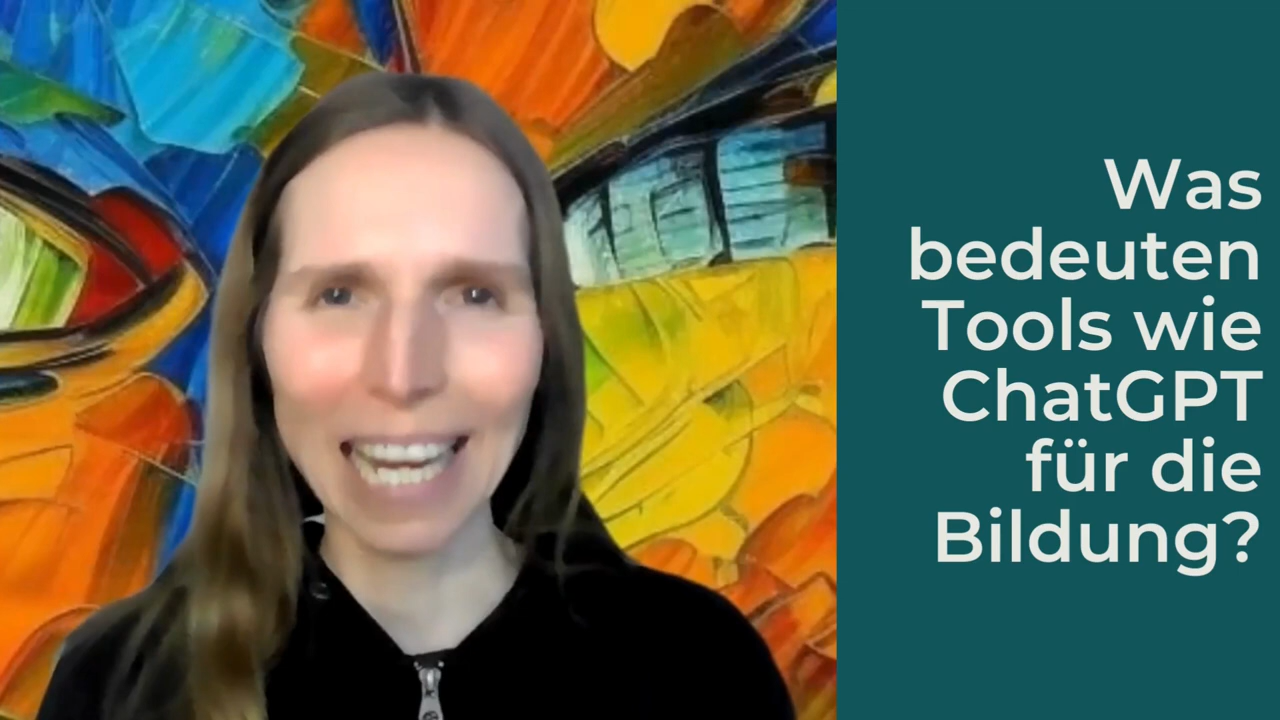 Was
bedeuten
Tools wie
ChatGPT
für die
Bildung?